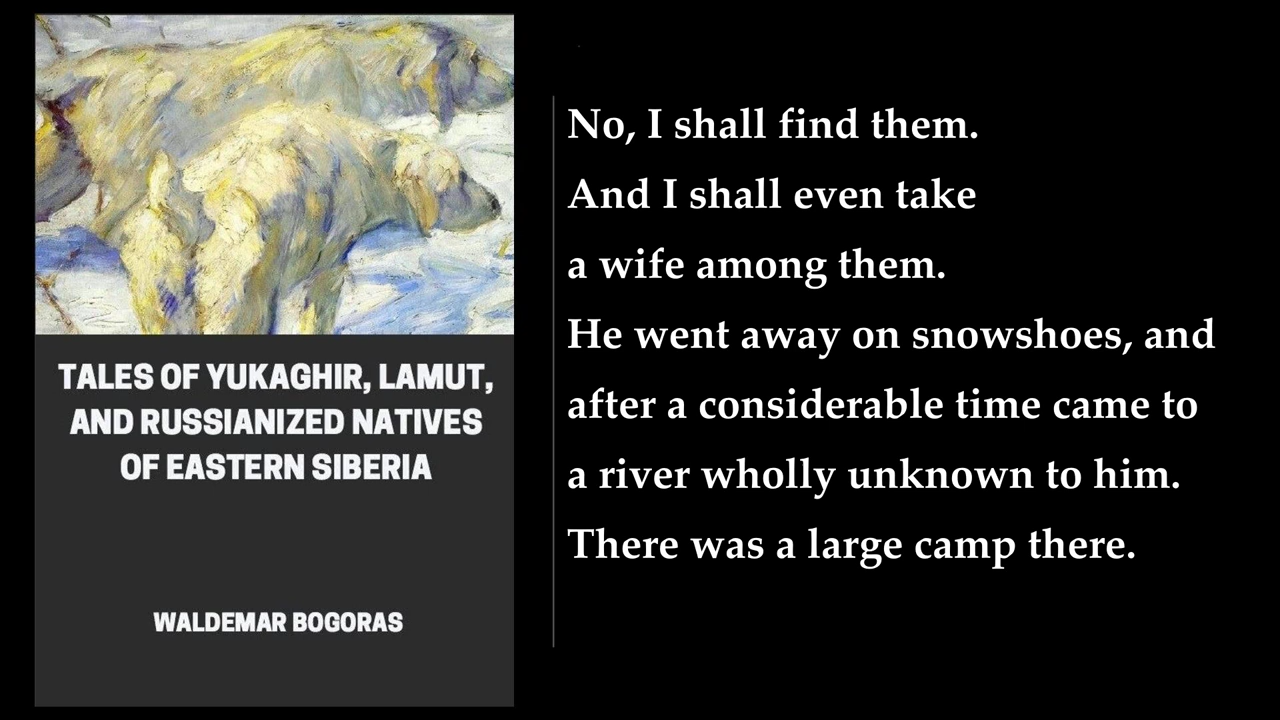 TALES OF YUKAGHIR, LAMUT,
AND RUSSIANIZED NATIVES
OF EASTERN SIBERIA
WALDEMAR BOGORAS
No, I shall find them.
And I shall even take
a wife among them.
He went away on snowshoes, and
after a considerable time came to
a river wholly unknown to him.
There was a large camp there.